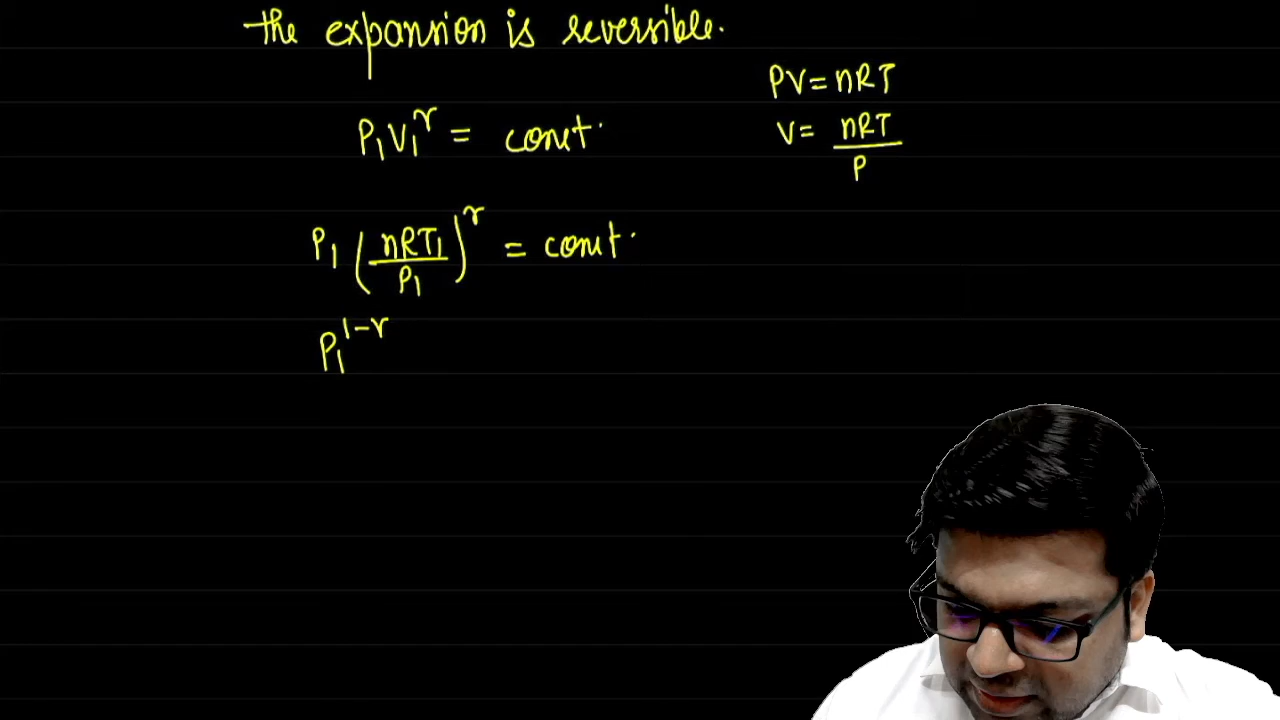 the expansion is reversible.
PV = nRT
P₁V₁^γ = const.
V = nRT/P
P₁ (nRT₁/P₁)^γ = const.
P₁^1-γ